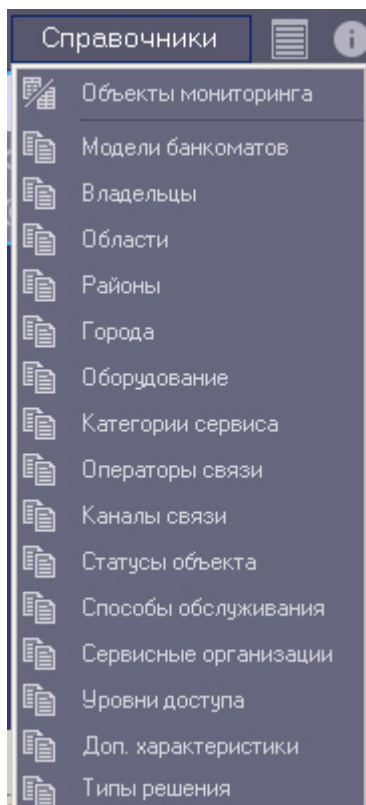 Справочники
Объекты мониторинга
Модели банкоматов
Владельцы
Области
Районы
Города
Оборудование
Категории сервиса
Операторы связи
Каналы связи
Статусы объекта
Способы обслуживания
Сервисные организации
Уровни доступа
Доп. характеристики
Типы решения